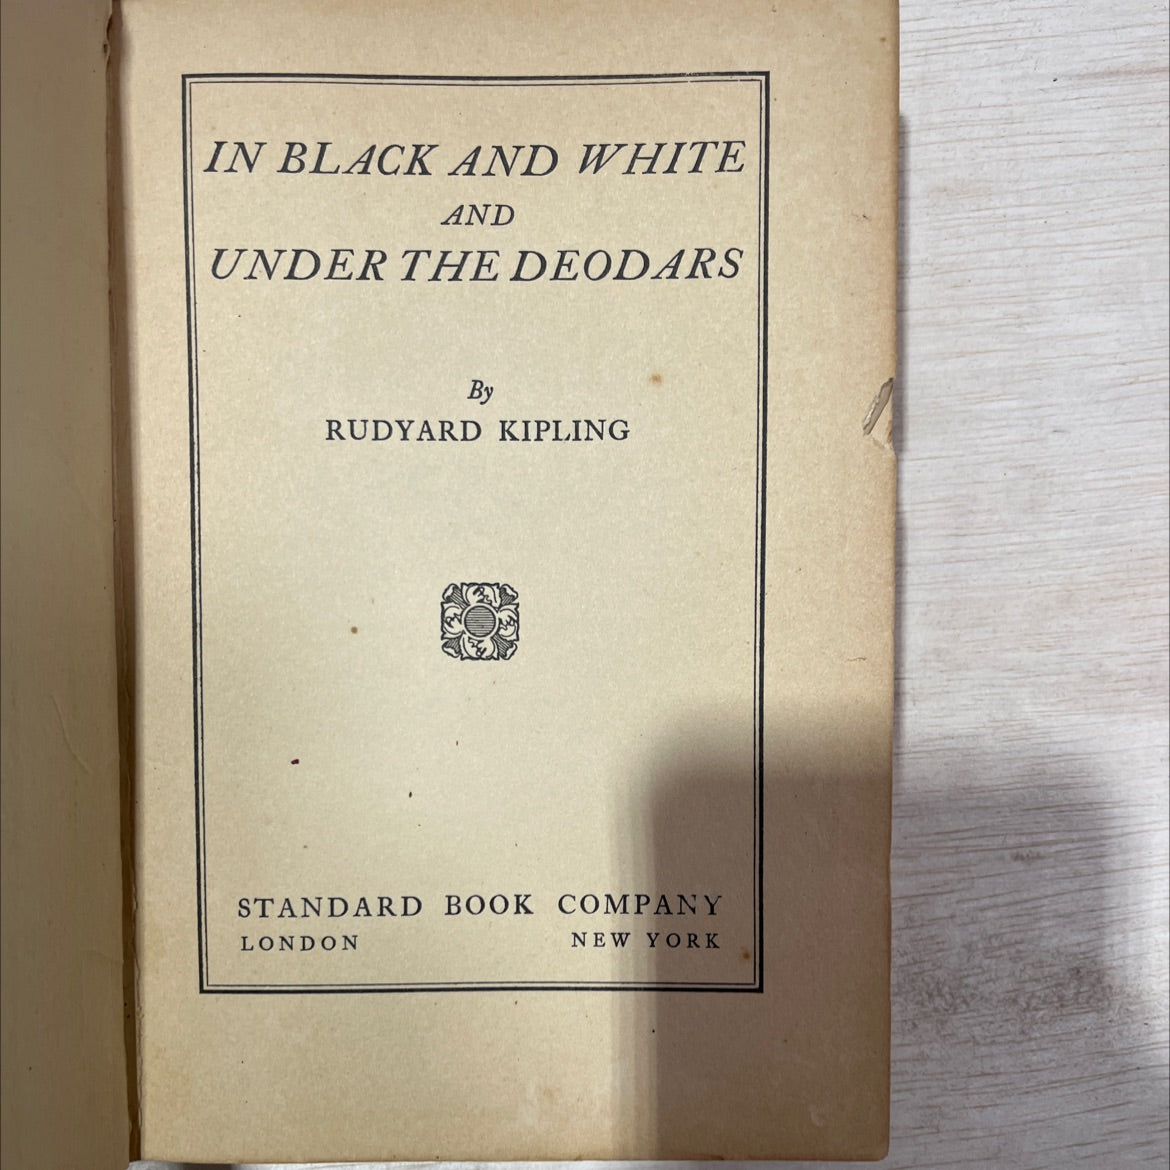 IN BLACK AND WHITE
AND
UNDER THE DEODARS
By
RUDYARD KIPLING
STANDARD BOOK COMPANY
LONDON NEW YORK